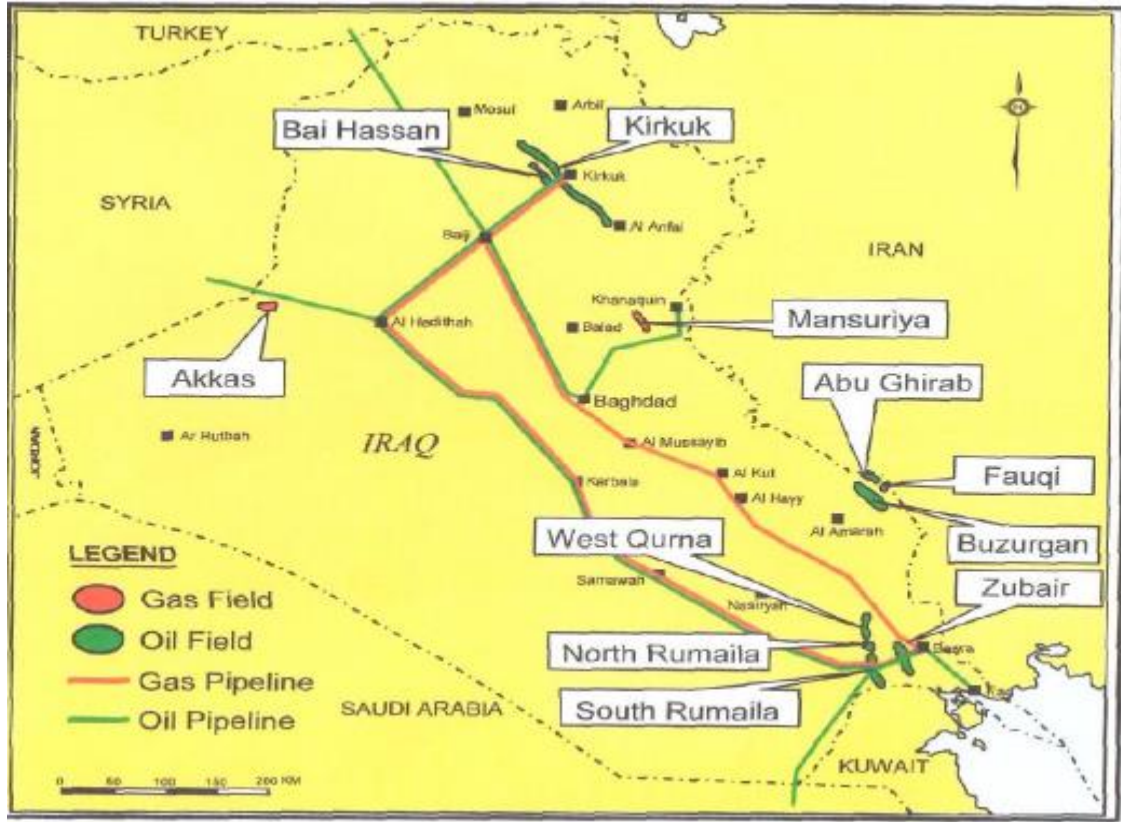 TURKEY
Mosul
Arbil
Bai Hassan
Kirkuk
Kirkuk
SYRIA
Al Anfal
Baiji
IRAN
Khanaquin
Al Hadithah
Balad
Mansuriya
Akkas
Abu Ghirab
Baghdad
Ar Rutbah
IRAQ
Al Mussayib
JORDAN
Al Kut
Fauqi
Karbala
Al Hayy
Al Amarah
West Qurna
Buzurgan
LEGEND
Samawah
Zubair
Gas Field
Nasiryah
Oil Field
North Rumaila
Basra
Gas Pipeline
SAUDI ARABIA
South Rumaila
Oil Pipeline
KUWAIT
0 50 100 150 200 KM